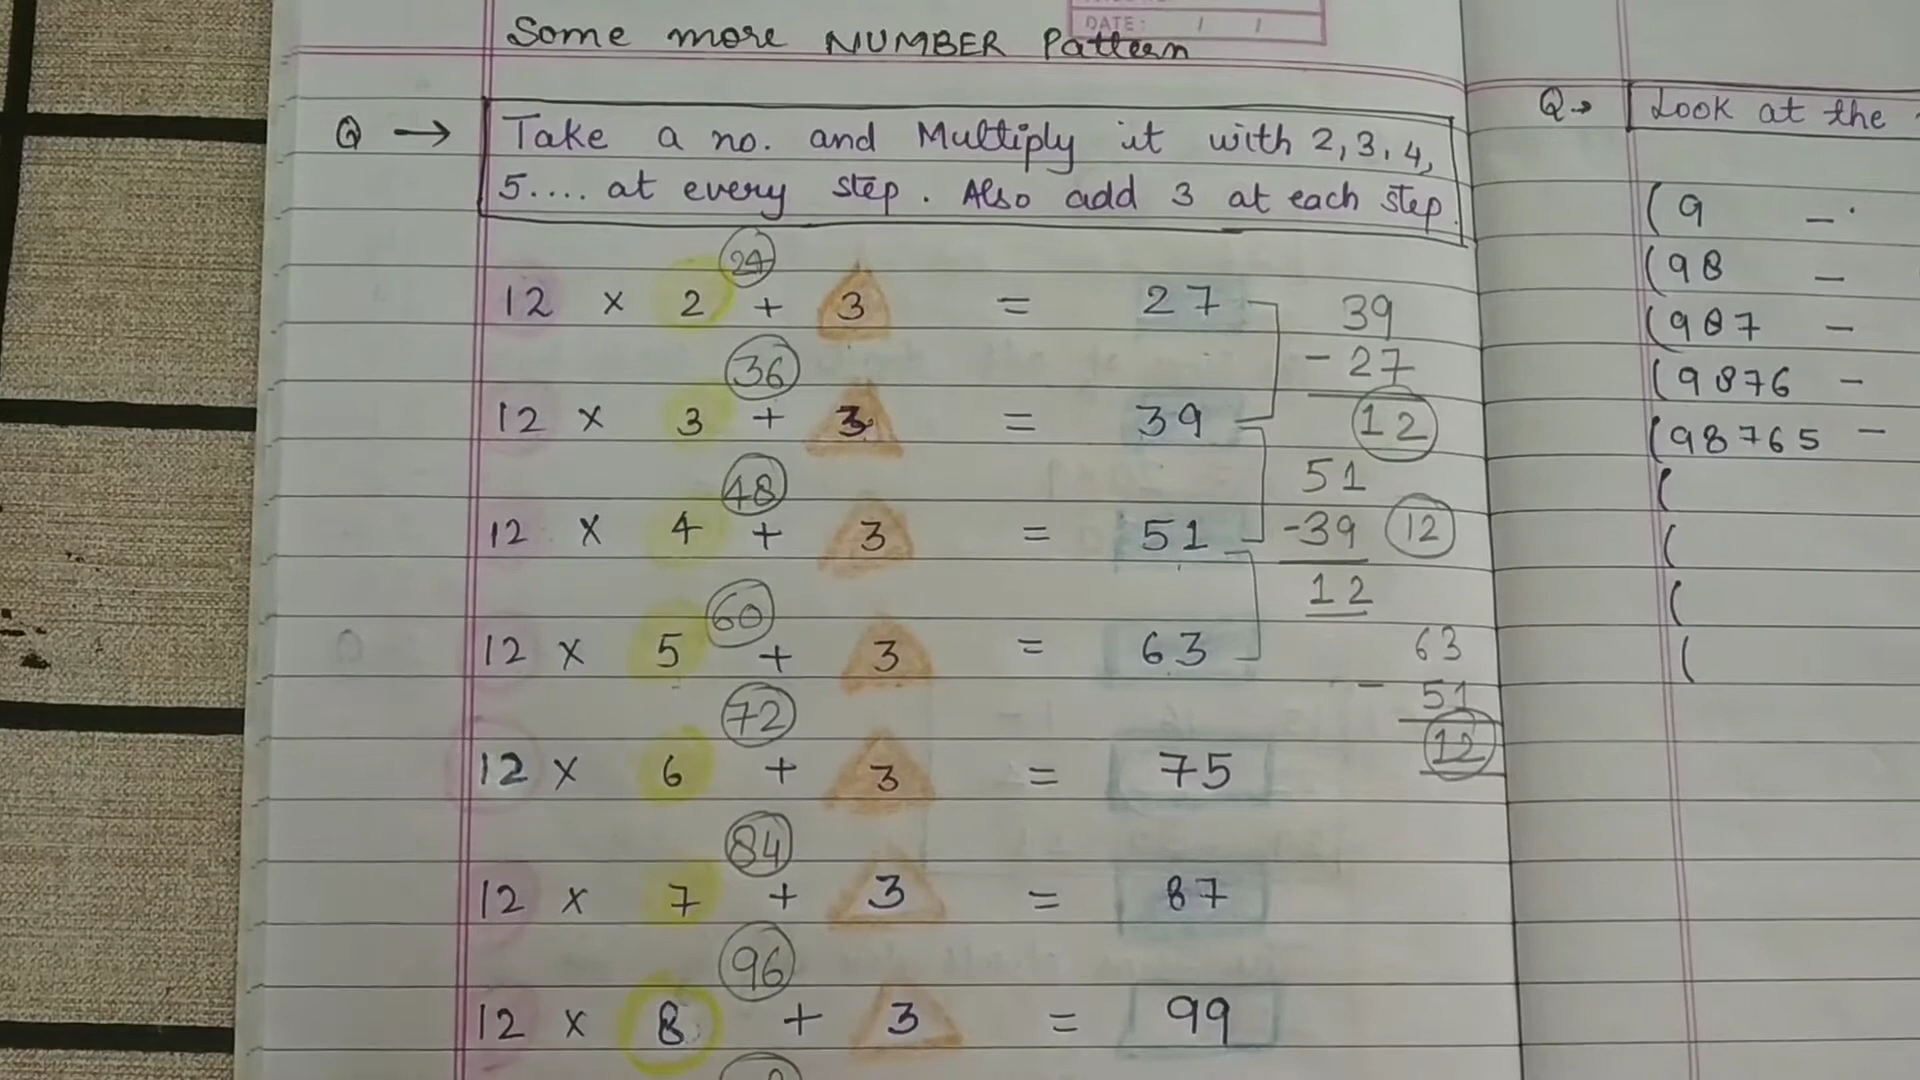 DATE: / /
Some more NUMBER Pattern
Q → Take a no. and Multiply it with 2, 3, 4,
5.... at every step. Also add 3 at each step.
24
12 × 2 + 3 = 27
36
12 × 3 + 3 = 39
48
12 × 4 + 3 = 51
60
12 × 5 + 3 = 63
72
12 × 6 + 3 = 75
84
12 × 7 + 3 = 87
96
12 × 8 + 3 = 99
39
- 27
12
51
-39 12
12
63
- 51
12
Q→ Look at the
(9 -
(98 -
(987 -
(9876 -
(98765 -
(
(
(
(